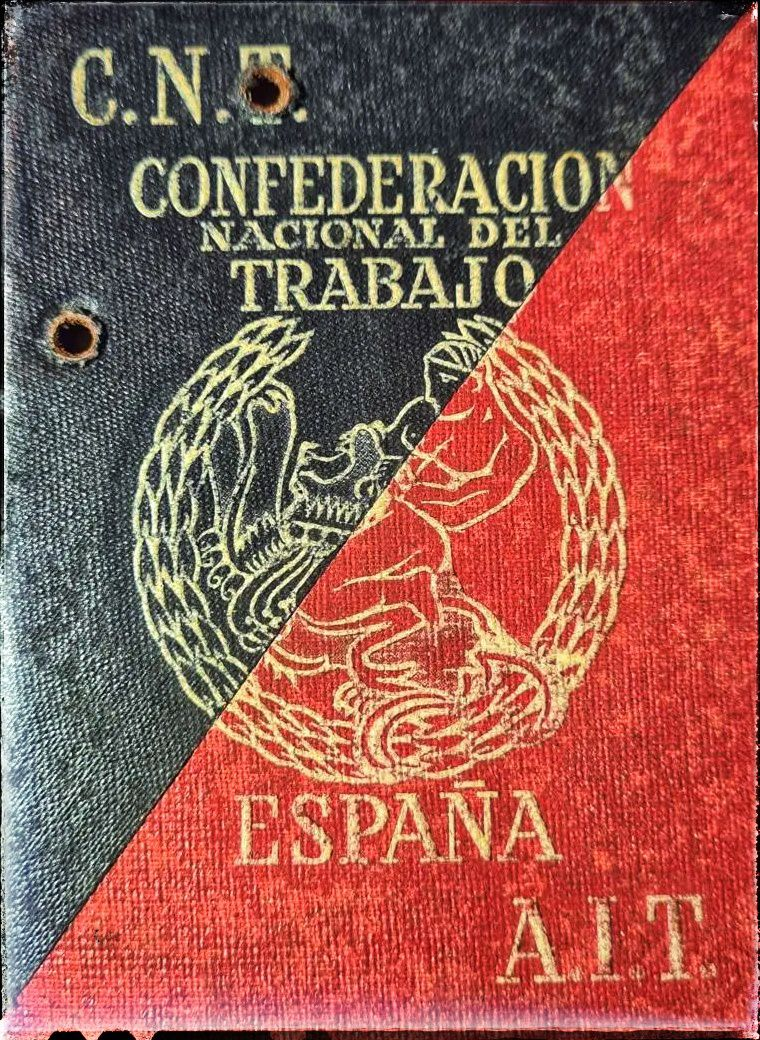 C.N.T.
CONFEDERACION
NACIONAL DEL
TRABAJO
ESPAÑA
A.I.T.